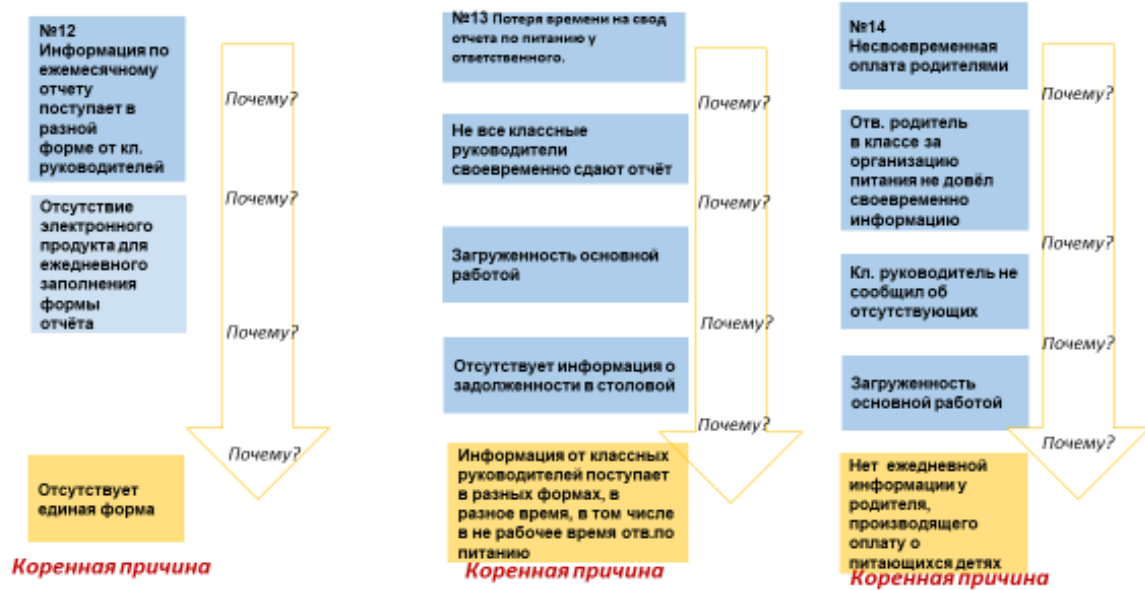 №12
Информация по
ежемесячному
отчету
поступает в
разной
форме от кл.
руководителей
Почему?
Отсутствие
электронного
продукта для
ежедневного
заполнения
формы
отчёта
Почему?
Почему?
Почему?
Отсутствует
единая форма
Коренная причина
№13 Потеря времени на свод
отчета по питанию у
ответственного.
Почему?
Не все классные
руководители
своевременно сдают отчёт
Почему?
Загруженность основной
работой
Почему?
Отсутствует информация о
задолженности в столовой
Почему?
Информация от классных
руководителей поступает
в разных формах, в
разное время, в том числе
в не рабочее время отв.по
питанию
Коренная причина
№14
Несвоевременная
оплата родителями
Почему?
Отв. родитель
в классе за
организацию
питания не довёл
своевременно
информацию
Почему?
Кл. руководитель не
сообщил об
отсутствующих
Почему?
Загруженность
основной работой
Почему?
Нет ежедневной
информации у
родителя,
производящего
оплату о
питающихся детях
Коренная причина